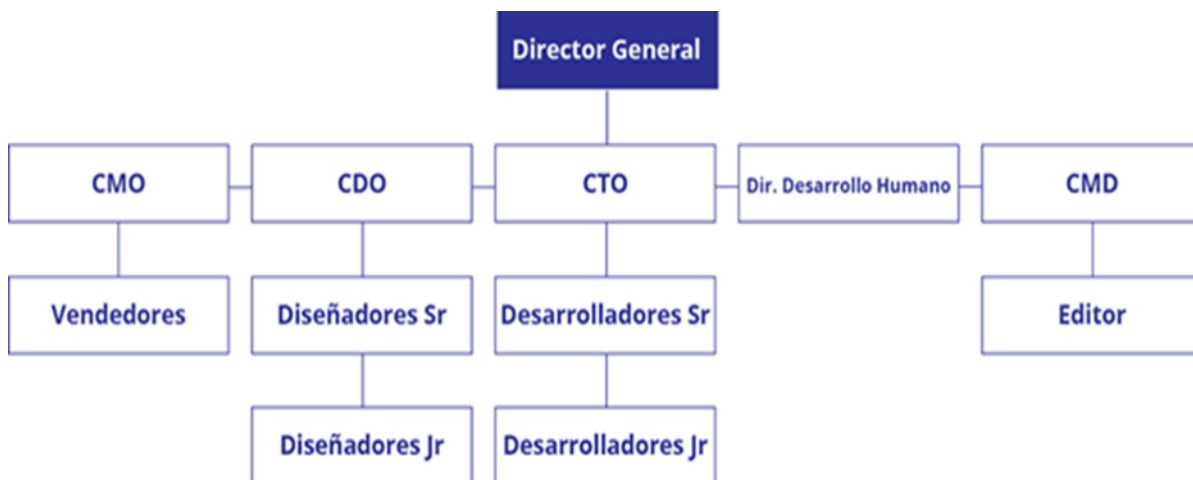 Director General
CMO
CDO
CTO
Dir. Desarrollo Humano
CMD
Vendedores
Diseñadores Sr
Desarrolladores Sr
Editor
Diseñadores Jr
Desarrolladores Jr